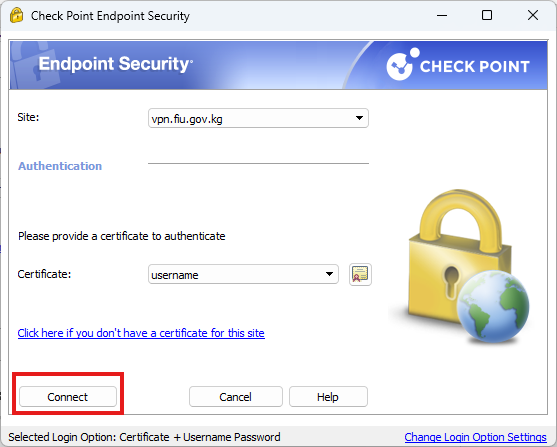 Check Point Endpoint Security
Endpoint Security
CHECK POINT
Site:
vpn.fiu.gov.kg
Authentication
Please provide a certificate to authenticate
Certificate:
username
Click here if you don't have a certificate for this site
Connect
Cancel
Help
Selected Login Option: Certificate + Username Password
Change Login Option Settings